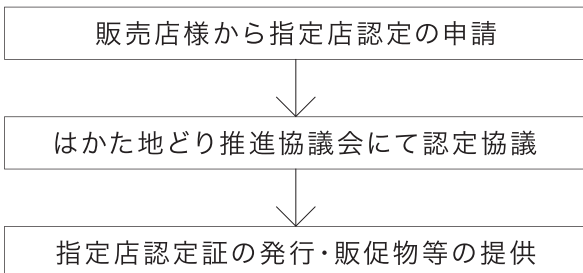 販売店様から指定店認定の申請
はかた地どり推進協議会にて認定協議
指定店認定証の発行・販促物等の提供